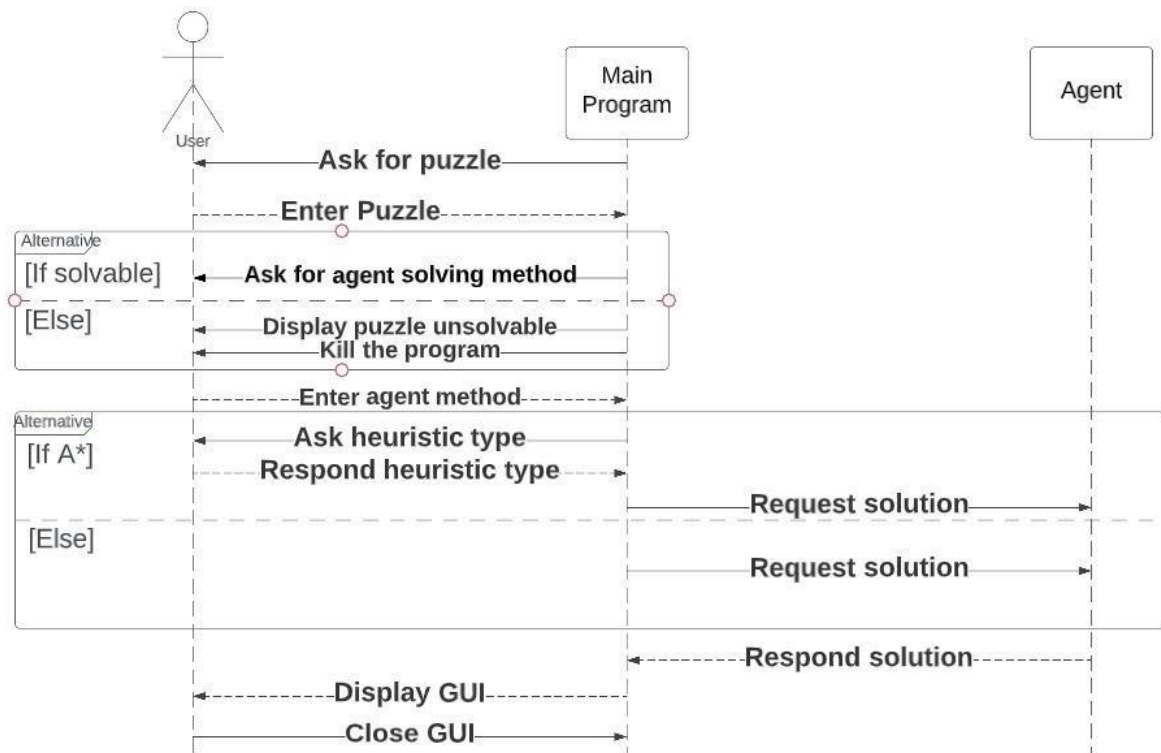 Main
Program
Agent
User
Ask for puzzle
Enter Puzzle
Alternative
[If solvable]
Ask for agent solving method
[Else]
Display puzzle unsolvable
Kill the program
Enter agent method
Alternative
Ask heuristic type
[If A*]
Respond heuristic type
Request solution
[Else]
Request solution
Respond solution
Display GUI
Close GUI